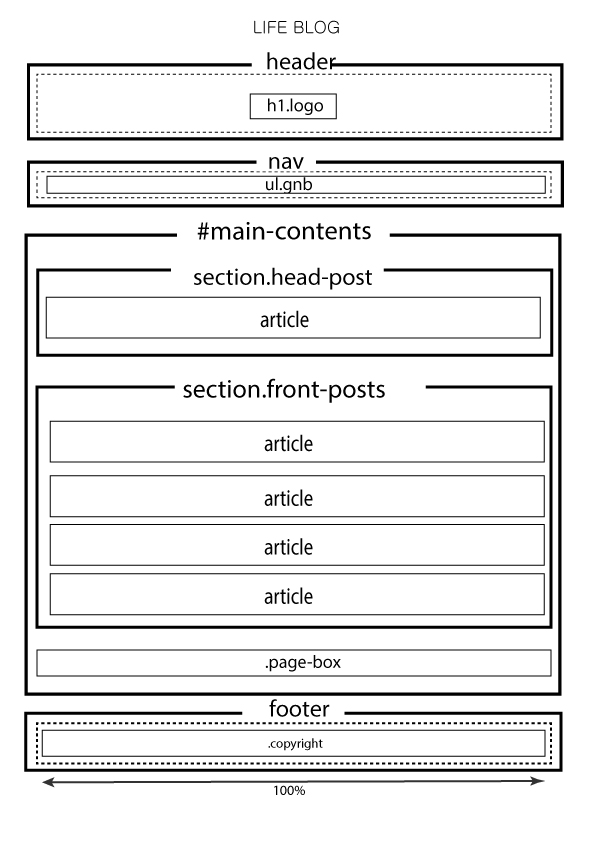 LIFE BLOG
header
h1.logo
nav
ul.gnb
#main-contents
section.head-post
article
section.front-posts
article
article
article
article
.page-box
footer
.copyright
100%